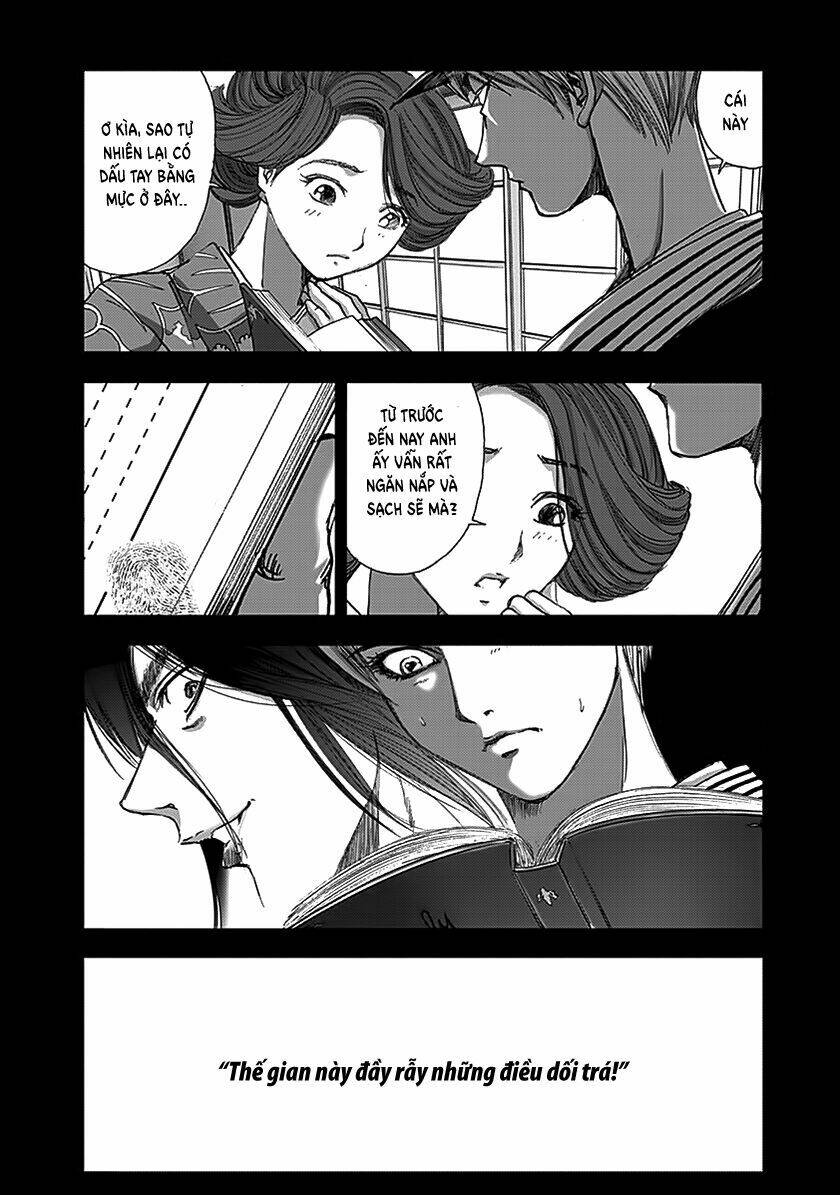 CÁI
NÀY
Ơ KÌA, SAO TỰ
NHIÊN LẠI CÓ
DẤU TAY BẰNG
MỰC Ở ĐÂY..
TỪ TRƯỚC
ĐẾN NAY ANH
ẤY VẪN RẤT
NGĂN NẮP VÀ
SẠCH SẼ MÀ?
“Thế gian này đầy rẫy những điều dối trá!”